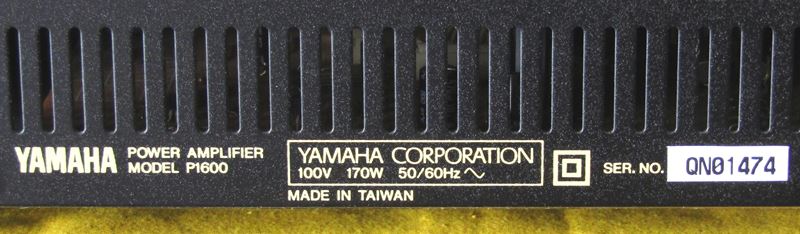 YAMAHA
POWER AMPLIFIER
MODEL P1600
YAMAHA CORPORATION
100V 170W 50/60Hz ∿
MADE IN TAIWAN
SER. NO. QN01474